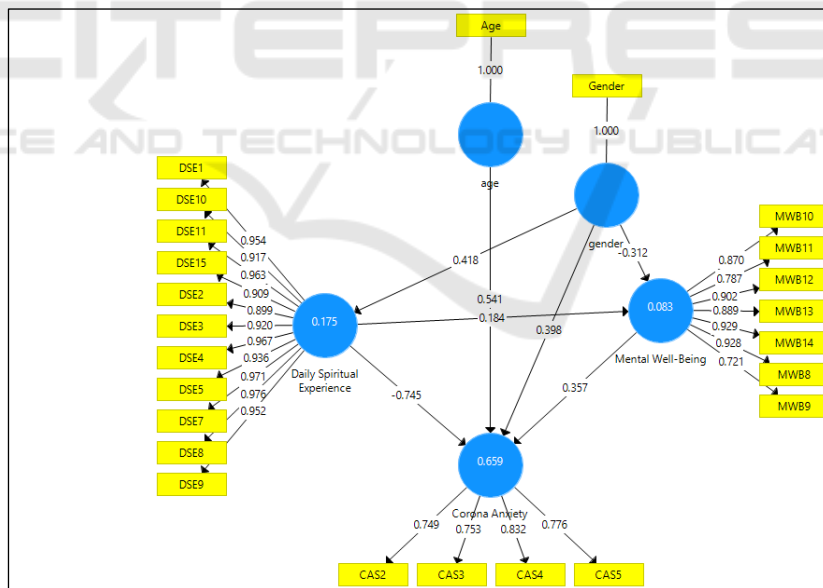 CITEPRES
CE AND TECHNOLOGY PUBLICAT
Age
1.000
Gender
1.000
age
gender
DSE1
DSE10
DSE11
DSE15
DSE2
DSE3
DSE4
DSE5
DSE7
DSE8
DSE9
0.954
0.917
0.963
0.909
0.899
0.920
0.967
0.936
0.971
0.976
0.952
0.175
Daily Spiritual
Experience
0.418
-0.312
0.541
0.184
0.398
-0.745
0.357
0.083
Mental Well-Being
0.870
0.787
0.902
0.889
0.929
0.928
0.721
MWB10
MWB11
MWB12
MWB13
MWB14
MWB8
MWB9
0.659
Corona Anxiety
0.749
0.753
0.832
0.776
CAS2
CAS3
CAS4
CAS5